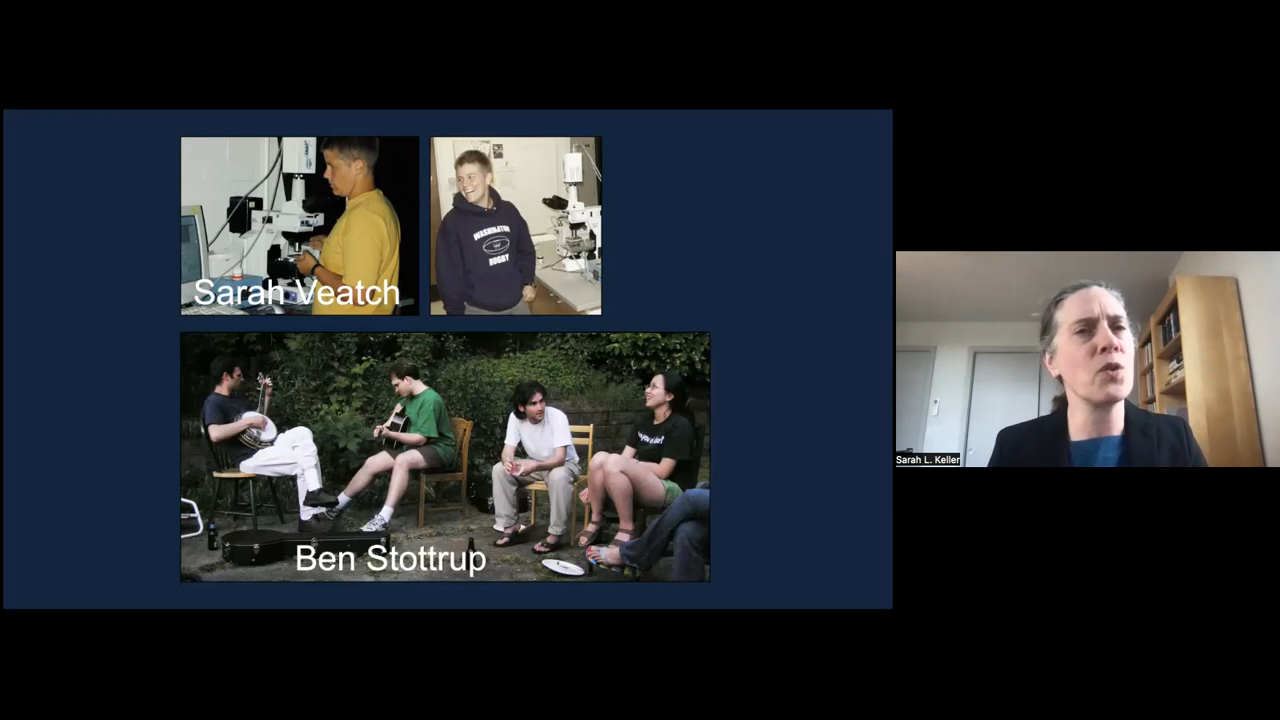 Sarah Veatch
WASHINGTON
RUGBY
Ben Stottrup
Sarah L. Keller